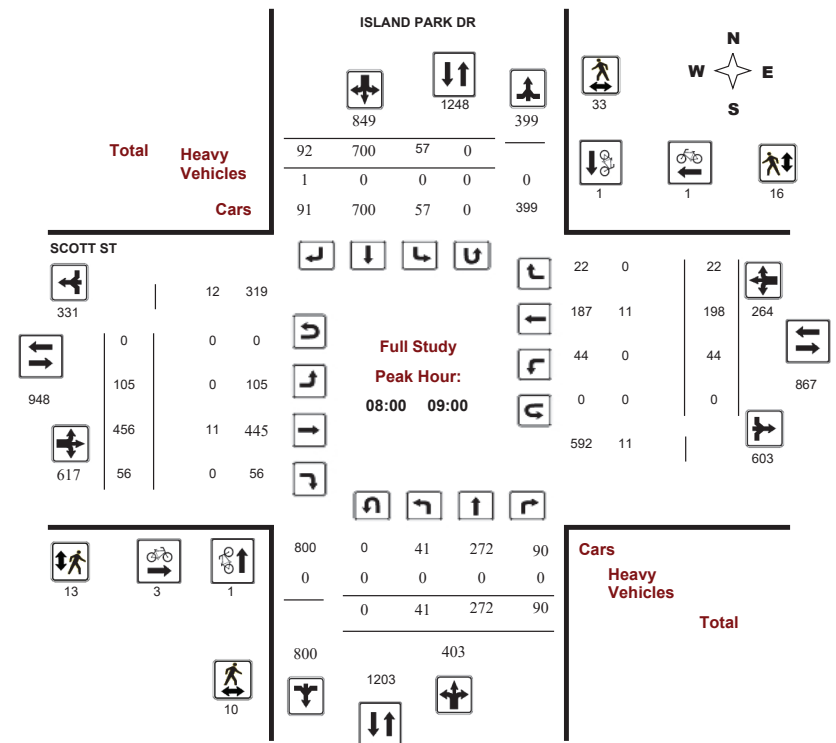 ISLAND PARK DR
N
W E
S
849
1248
399
33
Total
Heavy
Vehicles
Cars
92 700 57 0
1 0 0 0 0
91 700 57 0 399
1 1 16
SCOTT ST
331
12 319
0 0 0
948
105 0 105
456 11 445
617
56 0 56
Full Study
Peak Hour:
08:00 09:00
22 0 22
187 11 198
264
44 0 44
867
0 0 0
592 11
603
13 3 1
10
800 0 41 272 90
0 0 0 0 0
0 41 272 90
800 403
1203
Cars
Heavy
Vehicles
Total